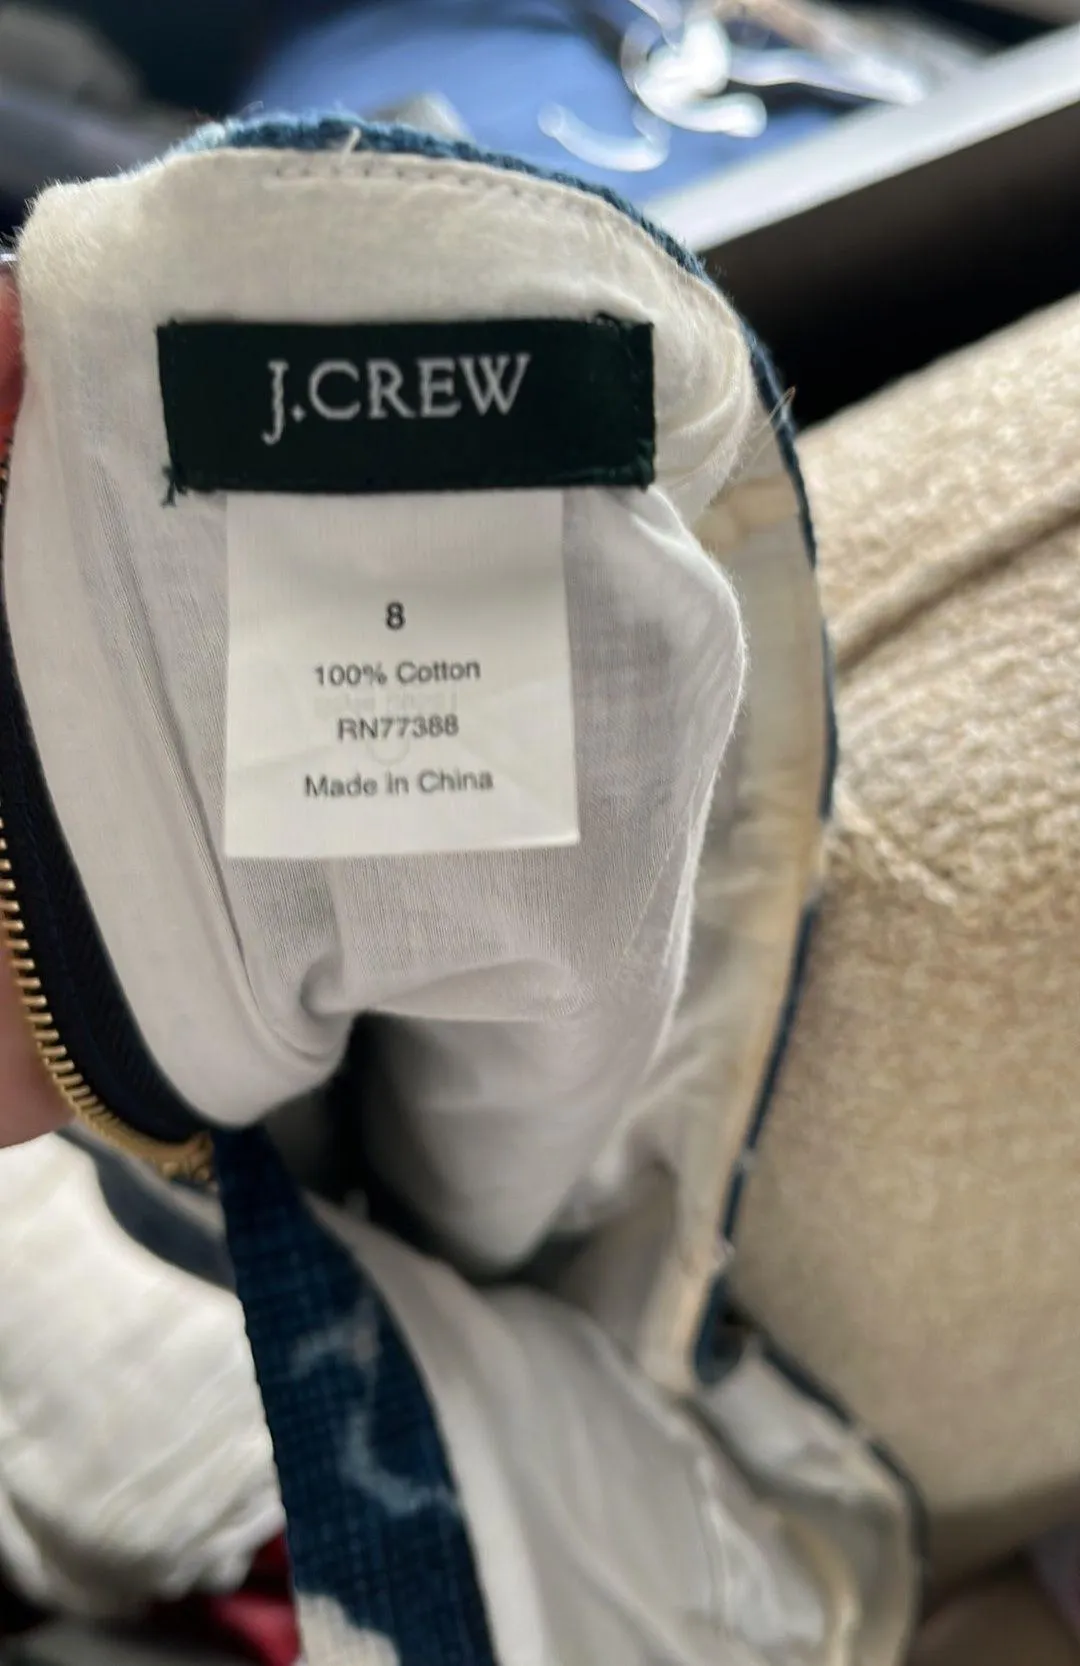 J.CREW
8
100% Cotton
RN77388
Made in China